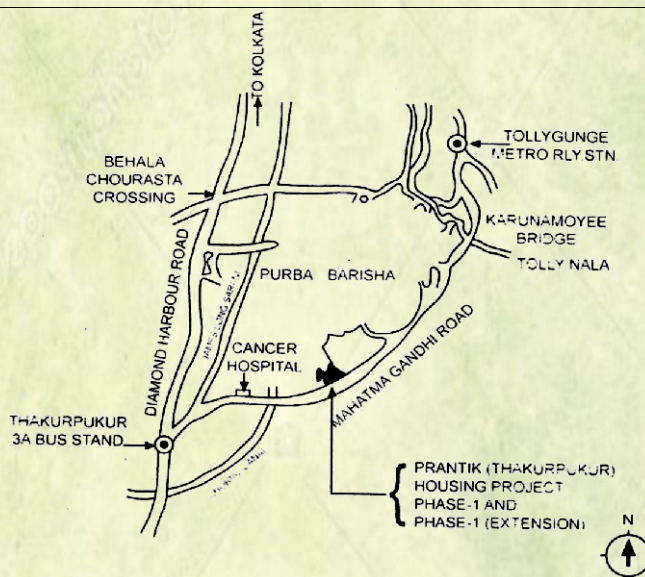 TO KOLKATA
TOLLYGUNGE
METRO RLY.STN.
BEHALA
CHOURASTA
CROSSING
KARUNAMOYEE
BRIDGE
TOLLY NALA
DIAMOND HARBOUR ROAD
PURBA BARISHA
CANCER
HOSPITAL
MAHATMA GANDHI ROAD
THAKURPUKUR
3A BUS STAND
PRANTIK (THAKURPUKUR)
HOUSING PROJECT
PHASE-1 AND
PHASE-1 (EXTENSION)
N